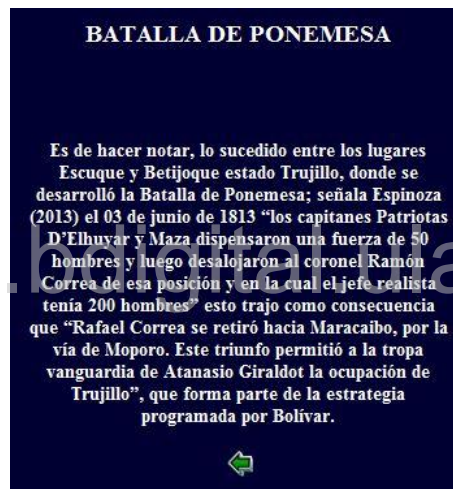 BATALLA DE PONEMESA
Es de hacer notar, lo sucedido entre los lugares
Escuque y Betijoque estado Trujillo, donde se
desarrolló la Batalla de Ponemesa; señala Espinoza
(2013) el 03 de junio de 1813 “los capitanes Patriotas
D’Elhuyar y Maza dispensaron una fuerza de 50
hombres y luego desalojaron al coronel Ramón
Correa de esa posición y en la cual el jefe realista
tenía 200 hombres” esto trajo como consecuencia
que “Rafael Correa se retiró hacia Maracaibo, por la
vía de Moporo. Este triunfo permitió a la tropa
vanguardia de Atanasio Giraldot la ocupación de
Trujillo”, que forma parte de la estrategia
programada por Bolívar.
.bdigital.ula